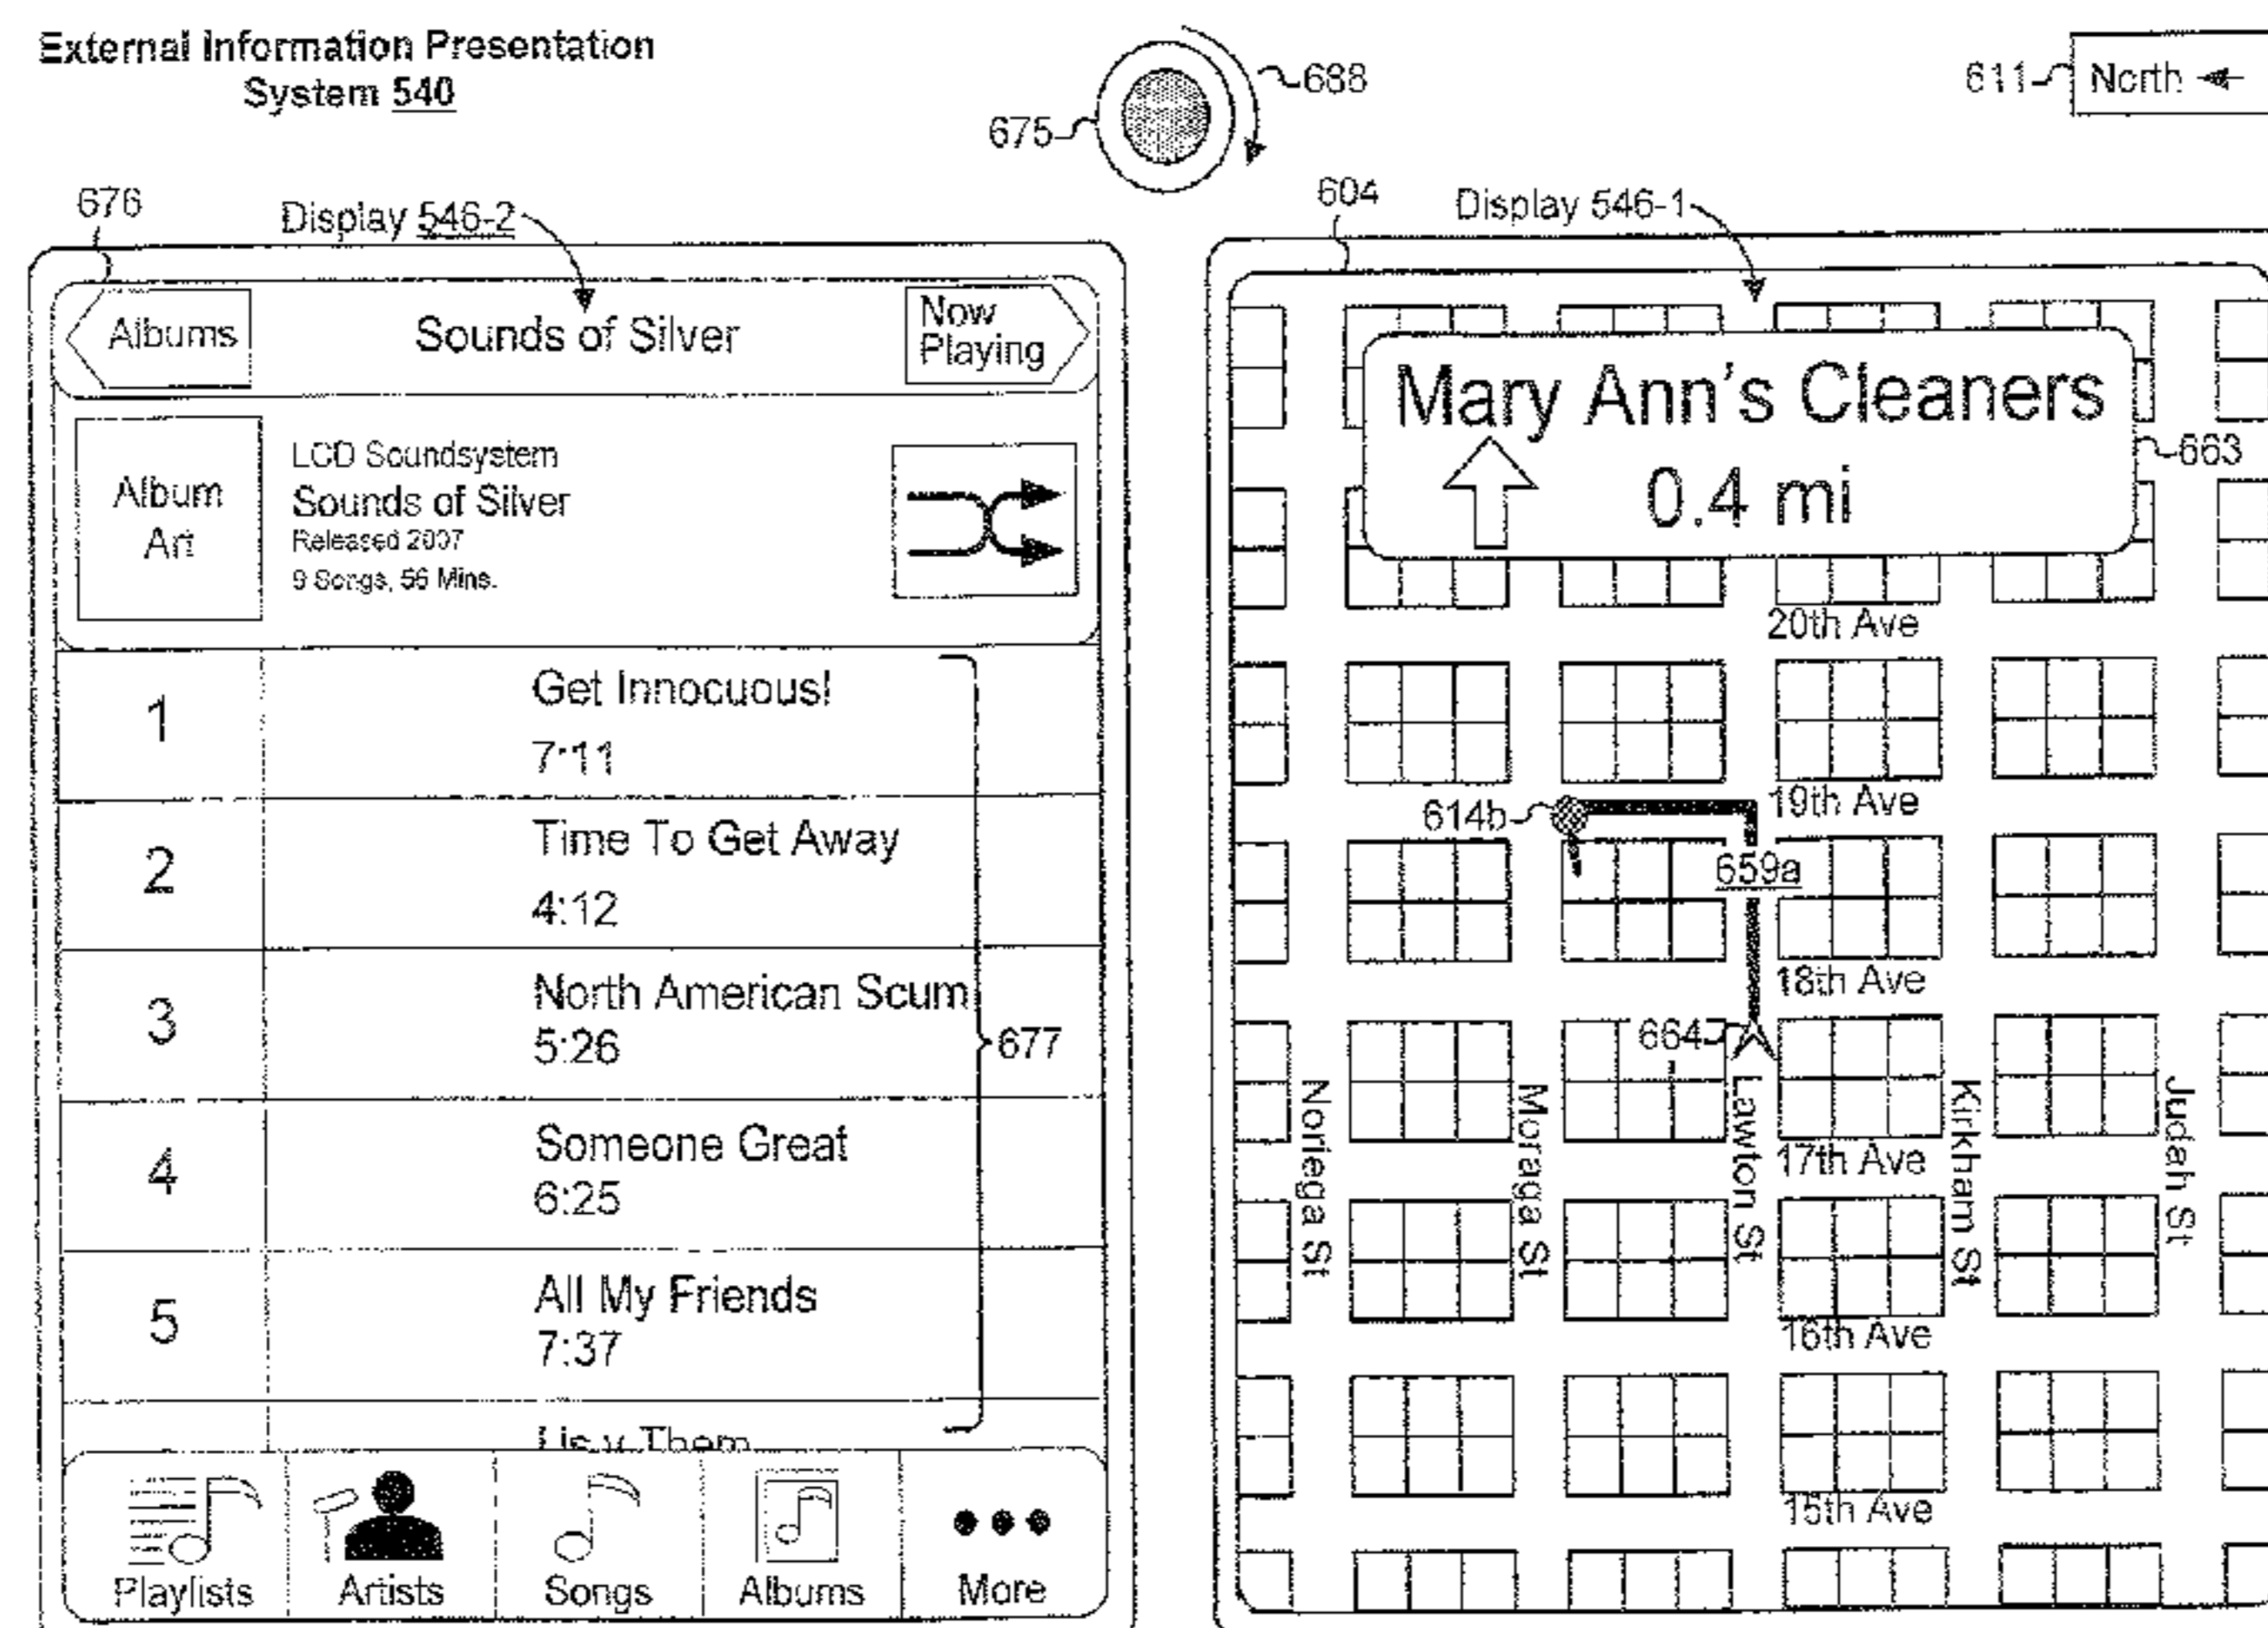 External Information Presentation
System 540
688
675
611
North
676
Display 546-2
604
Display 546-1
Albums
Sounds of Silver
Now
Playing
Album
Art
LCD Soundsystem
Sounds of Silver
Released 2007
9 Songs, 56 Mins.
1
Get Innocuous!
7:11
2
Time To Get Away
4:12
3
North American Scum
5:26
677
4
Someone Great
6:25
5
All My Friends
7:37
Them
Playlists
Artists
Songs
Albums
More
Mary Ann's Cleaners
0.4 mi
663
20th Ave
19th Ave
614b
659a
18th Ave
664
Noriega St
Moraga St
Lawton St
Kirkham St
Judah St
17th Ave
16th Ave
15th Ave